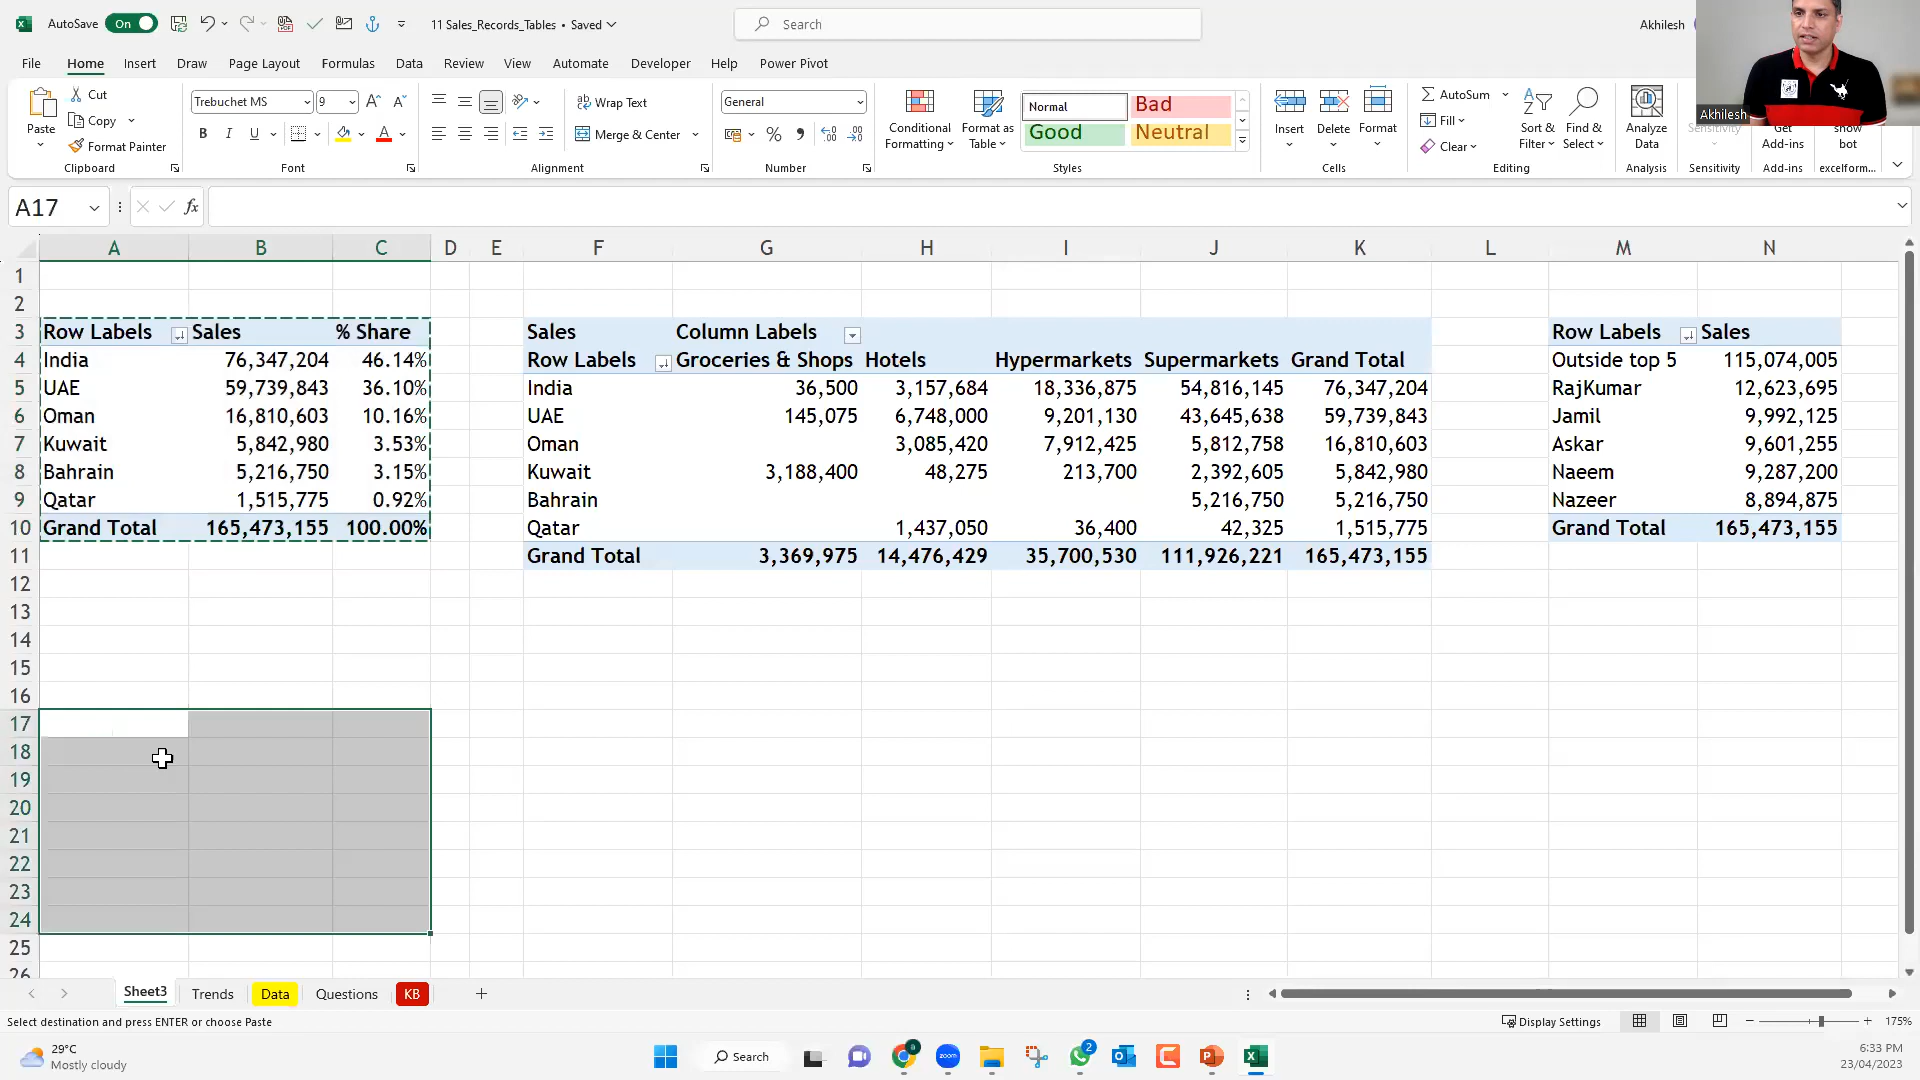 AutoSave On 11 Sales_Records_Tables • Saved Search Akhilesh
File Home Insert Draw Page Layout Formulas Data Review View Automate Developer Help Power Pivot
Paste Cut Copy Format Painter Clipboard
Trebuchet MS 9 B I U A Font
Wrap Text Merge & Center Alignment
General % Number
Conditional Formatting Format as Table Normal Bad Good Neutral Styles
Insert Delete Format Cells
AutoSum Fill Clear Sort & Filter Find & Select Editing
Analyze Data Analysis
Sensitivity Sensitivity
Get Add-ins Add-ins
show bot excelform...
Akhilesh
A17 fx
A B C D E F G H I J K L M N
1
2
3 Row Labels Sales % Share Sales Column Labels Row Labels Sales
4 India 76,347,204 46.14% Row Labels Groceries & Shops Hotels Hypermarkets Supermarkets Grand Total Outside top 5 115,074,005
5 UAE 59,739,843 36.10% India 36,500 3,157,684 18,336,875 54,816,145 76,347,204 RajKumar 12,623,695
6 Oman 16,810,603 10.16% UAE 145,075 6,748,000 9,201,130 43,645,638 59,739,843 Jamil 9,992,125
7 Kuwait 5,842,980 3.53% Oman 3,085,420 7,912,425 5,812,758 16,810,603 Askar 9,601,255
8 Bahrain 5,216,750 3.15% Kuwait 3,188,400 48,275 213,700 2,392,605 5,842,980 Naeem 9,287,200
9 Qatar 1,515,775 0.92% Bahrain 5,216,750 5,216,750 Nazeer 8,894,875
10 Grand Total 165,473,155 100.00% Qatar 1,437,050 36,400 42,325 1,515,775 Grand Total 165,473,155
11 Grand Total 3,369,975 14,476,429 35,700,530 111,926,221 165,473,155
12
13
14
15
16
17
18
19
20
21
22
23
24
25
26
Sheet3 Trends Data Questions KB
Select destination and press ENTER or choose Paste Display Settings 175%
29°C
Mostly cloudy
Search
a
zoom
2
6:33 PM
23/04/2023